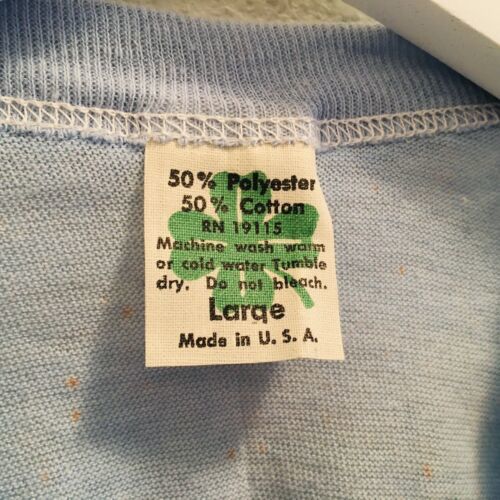 50% Polyester
50% Cotton
RN 19115
Machine wash warm
or cold water Tumble
dry. Do not bleach.
Large
Made in U. S. A.